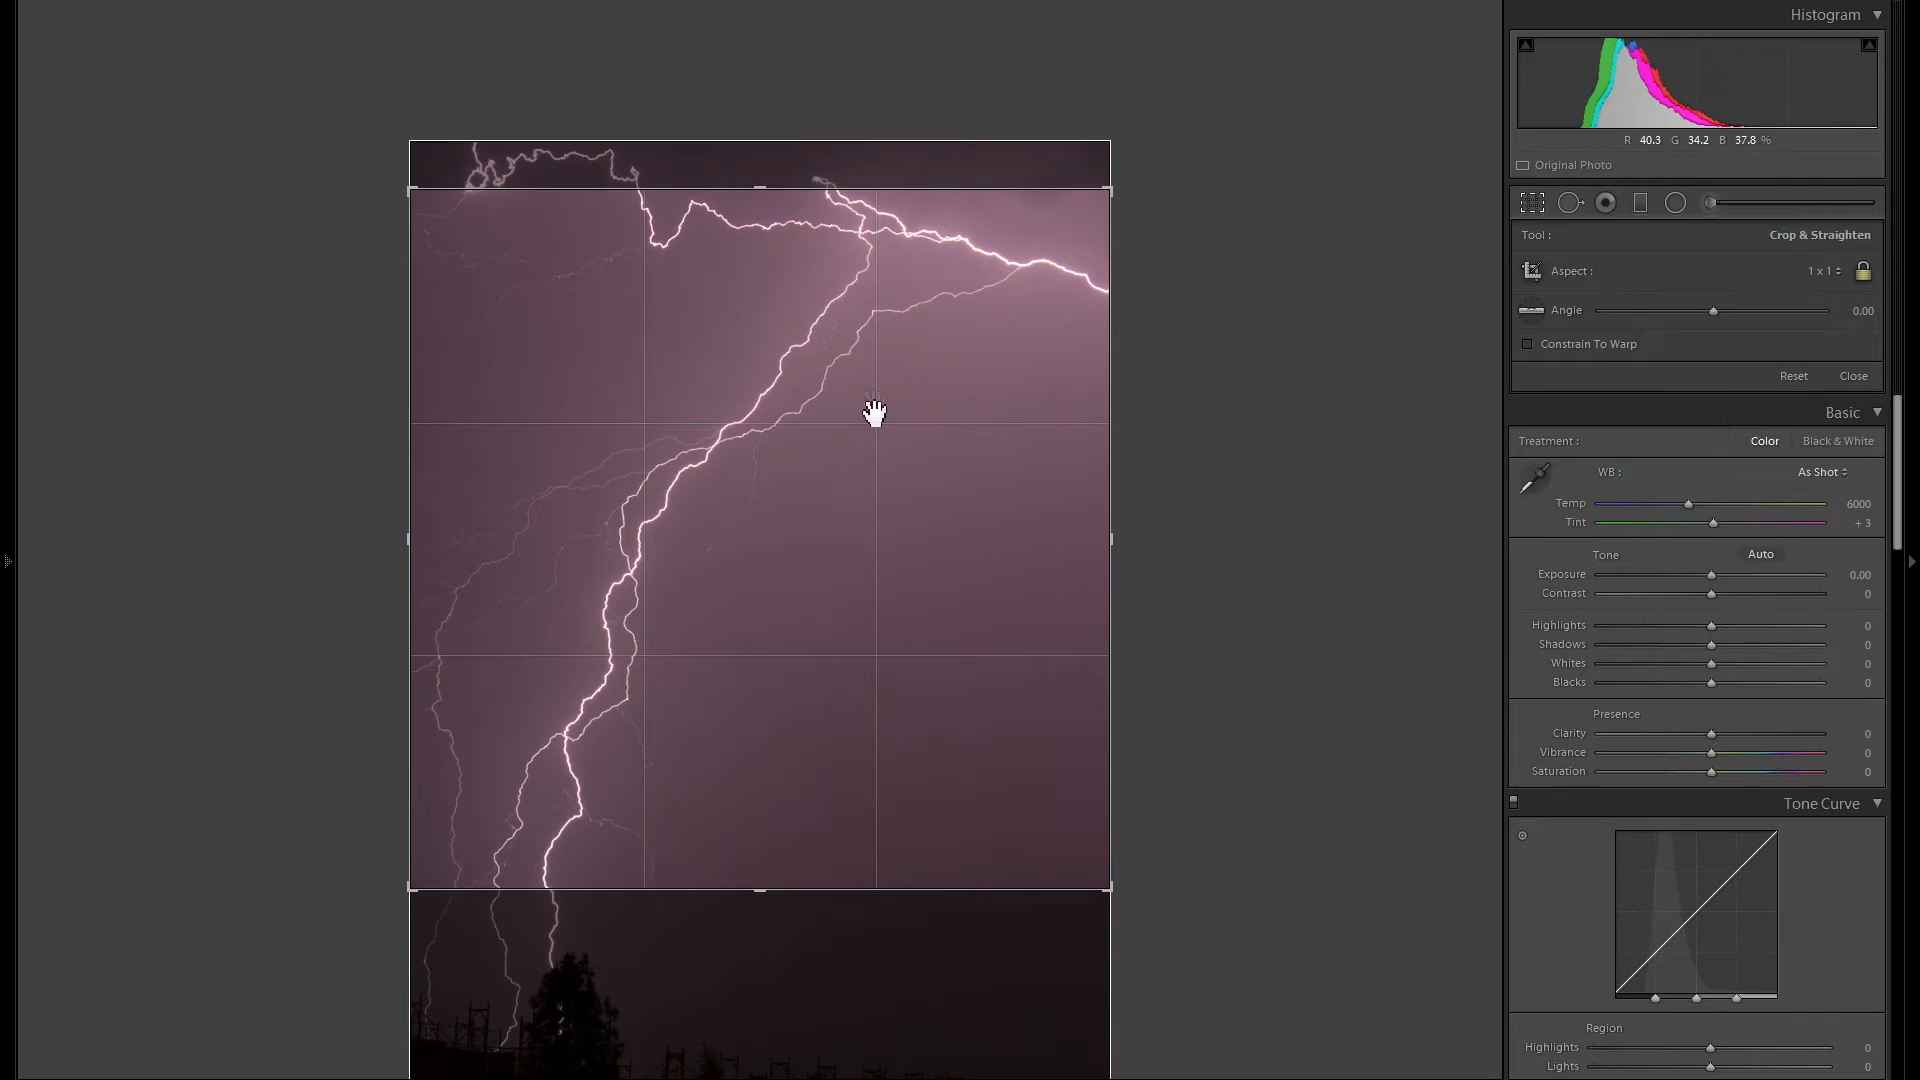 Histogram
R 40.3 G 34.2 B 37.8 %
Original Photo
Tool : Crop & Straighten
Aspect : 1 x 1
Angle 0.00
Constrain To Warp
Reset Close
Basic
Treatment : Color Black & White
WB : As Shot
Temp 6000
Tint + 3
Tone Auto
Exposure 0.00
Contrast 0
Highlights 0
Shadows 0
Whites 0
Blacks 0
Presence
Clarity 0
Vibrance 0
Saturation 0
Tone Curve
Region
Highlights 0
Lights 0